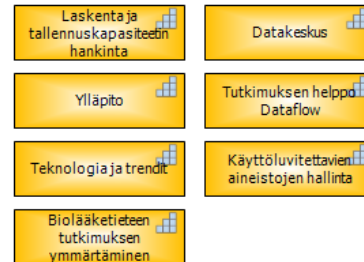 Laskenta ja
tallennuskapasiteetin
hankinta
Datakeskus
Ylläpito
Tutkimuksen helppo
Dataflow
Teknologia ja trendit
Käyttöluvitettavien
aineistojen hallinta
Biolääketieteen
tutkimuksen
ymmärtäminen